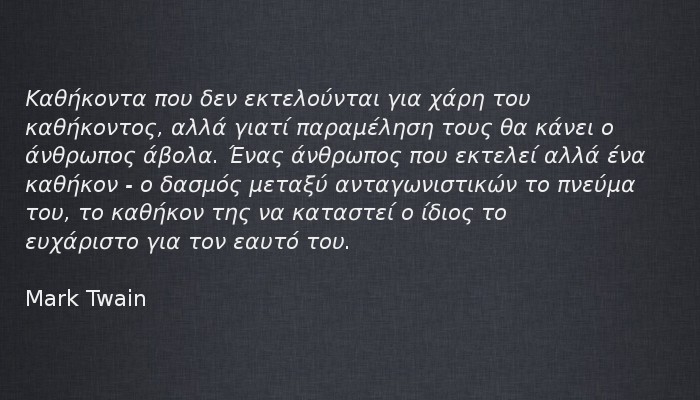 Καθήκοντα που δεν εκτελούνται για χάρη του
καθήκοντος, αλλά γιατί παραμέληση τους θα κάνει ο
άνθρωπος άβολα. Ένας άνθρωπος που εκτελεί αλλά ένα
καθήκον - ο δασμός μεταξύ ανταγωνιστικών το πνεύμα
του, το καθήκον της να καταστεί ο ίδιος το
ευχάριστο για τον εαυτό του.
Mark Twain